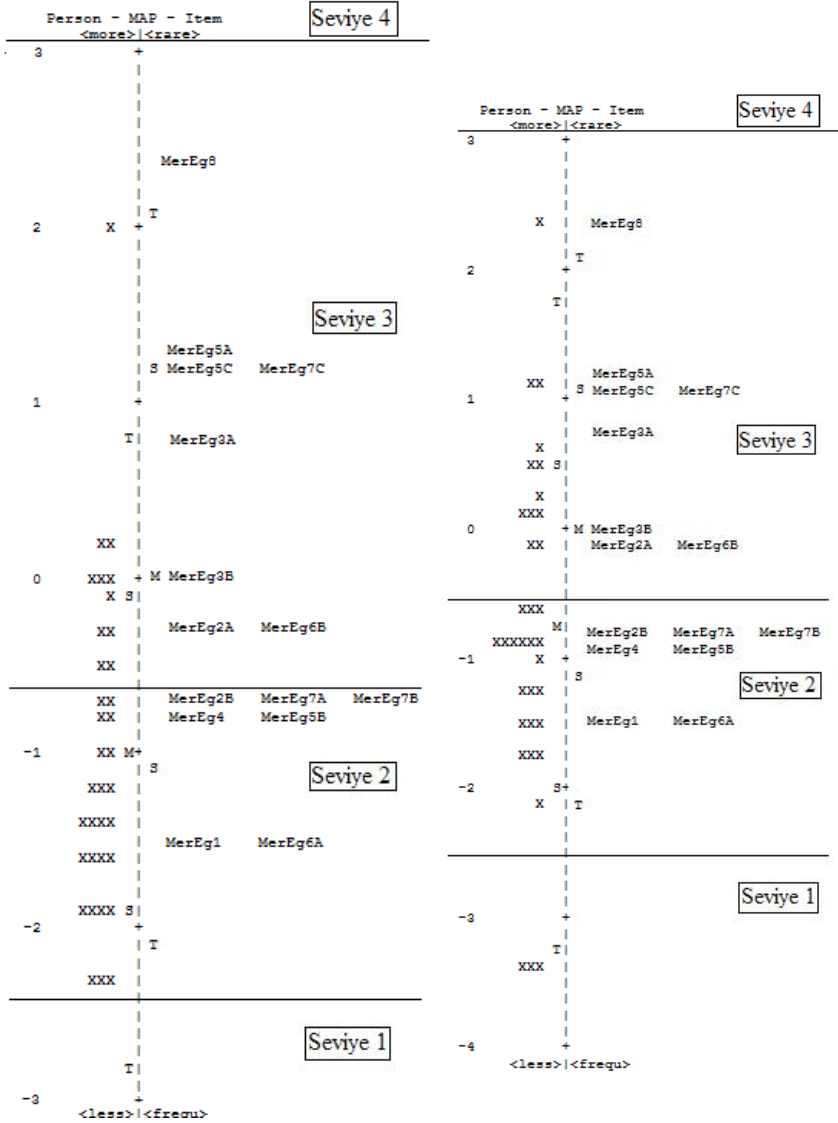 Person - MAP - Item
<more>|<rare>
Seviye 4
3 +
MerEg8
T
2 X +
Seviye 3
MerEg5A
S MerEg5C MerEg7C
1 +
T| MerEg3A
XX
0 XXX + M MerEg3B
X S|
XX MerEg2A MerEg6B
XX
XX MerEg2B MerEg7A MerEg7B
XX MerEg4 MerEg5B
-1 XX M+
S
XXX
Seviye 2
XXXX
MerEg1 MerEg6A
XXXX
XXXX S|
-2 +
T
XXX
Seviye 1
T|
-3 +
<less>|<frequ>
Person - MAP - Item
<more>|<rare>
Seviye 4
3 +
X MerEg8
T
2 +
T|
MerEg5A
XX S MerEg5C MerEg7C
1 +
MerEg3A
Seviye 3
X
XX S|
X
XXX
0 + M MerEg3B
XX MerEg2A MerEg6B
XXX
M| MerEg2B MerEg7A MerEg7B
XXXXXX MerEg4 MerEg5B
-1 X +
S
XXX
Seviye 2
XXX MerEg1 MerEg6A
XXX
-2 S+
X T
Seviye 1
-3 +
T|
XXX
-4 +
<less>|<frequ>